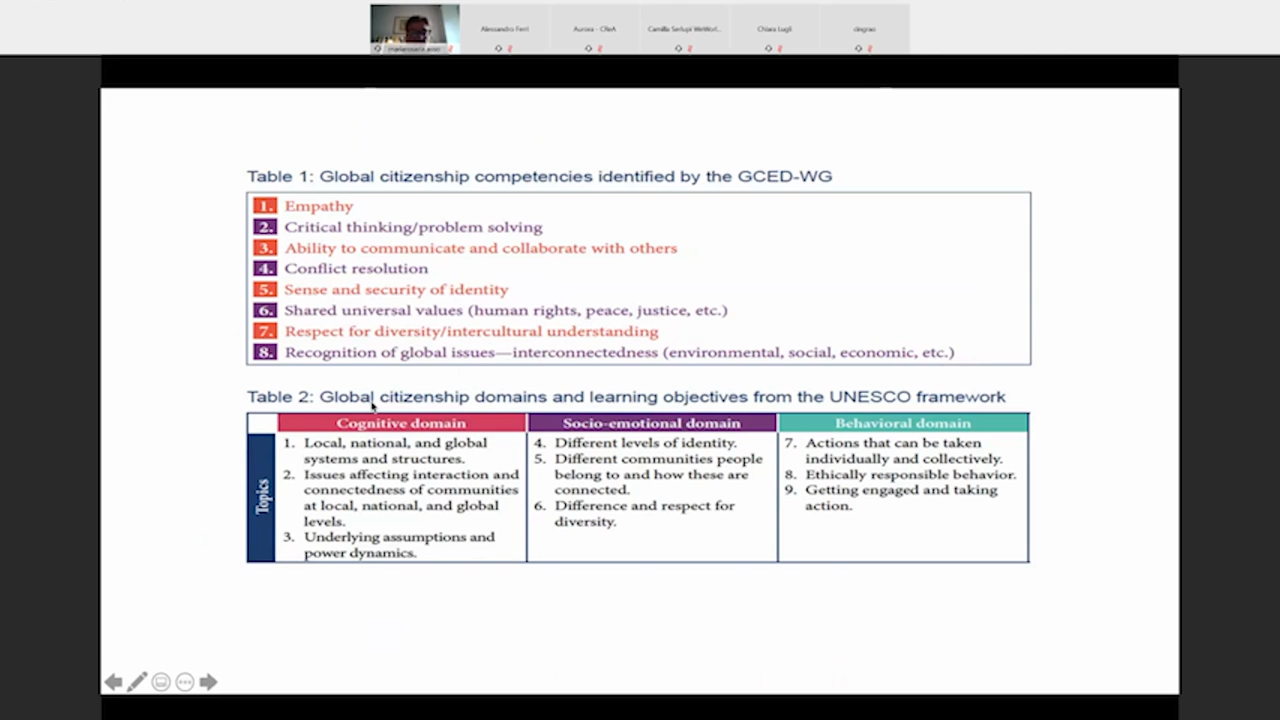 mariarosaria asso
Alessandro Ferri
Aurora - CReA
Camilla Serlupi WeWorl...
Chiara Lugli
Table 1: Global citizenship competencies identified by the GCED-WG
1. Empathy
2. Critical thinking/problem solving
3. Ability to communicate and collaborate with others
4. Conflict resolution
5. Sense and security of identity
6. Shared universal values (human rights, peace, justice, etc.)
7. Respect for diversity/intercultural understanding
8. Recognition of global issues—interconnectedness (environmental, social, economic, etc.)
Table 2: Global citizenship domains and learning objectives from the UNESCO framework
Topics
Cognitive domain
1. Local, national, and global
systems and structures.
2. Issues affecting interaction and
connectedness of communities
at local, national, and global
levels.
3. Underlying assumptions and
power dynamics.
Socio-emotional domain
4. Different levels of identity.
5. Different communities people
belong to and how these are
connected.
6. Difference and respect for
diversity.
Behavioral domain
7. Actions that can be taken
individually and collectively.
8. Ethically responsible behavior.
9. Getting engaged and taking
action.